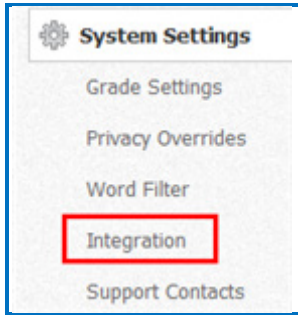 System Settings
Grade Settings
Privacy Overrides
Word Filter
Integration
Support Contacts